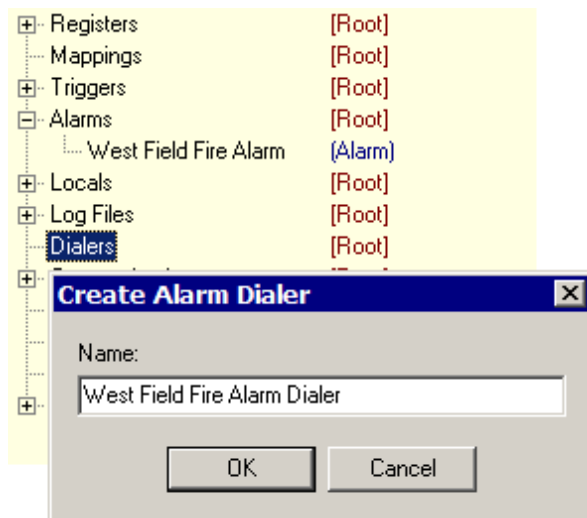 Registers [Root]
Mappings [Root]
Triggers [Root]
Alarms [Root]
West Field Fire Alarm (Alarm)
Locals [Root]
Log Files [Root]
Dialers [Root]
Create Alarm Dialer
Name:
West Field Fire Alarm Dialer
OK Cancel